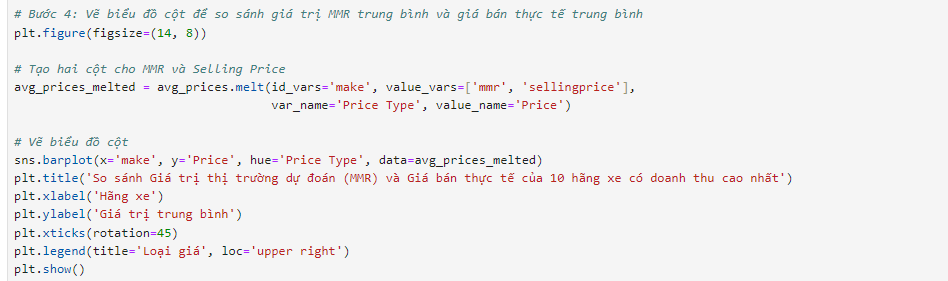 # Bước 4: Vẽ biểu đồ cột để so sánh giá trị MMR trung bình và giá bán thực tế trung bình
plt.figure(figsize=(14, 8))
# Tạo hai cột cho MMR và Selling Price
avg_prices_melted = avg_prices.melt(id_vars='make', value_vars=['mmr', 'sellingprice'],
var_name='Price Type', value_name='Price')
# Vẽ biểu đồ cột
sns.barplot(x='make', y='Price', hue='Price Type', data=avg_prices_melted)
plt.title('So sánh Giá trị thị trường dự đoán (MMR) và Giá bán thực tế của 10 hãng xe có doanh thu cao nhất')
plt.xlabel('Hãng xe')
plt.ylabel('Giá trị trung bình')
plt.xticks(rotation=45)
plt.legend(title='Loại giá', loc='upper right')
plt.show()